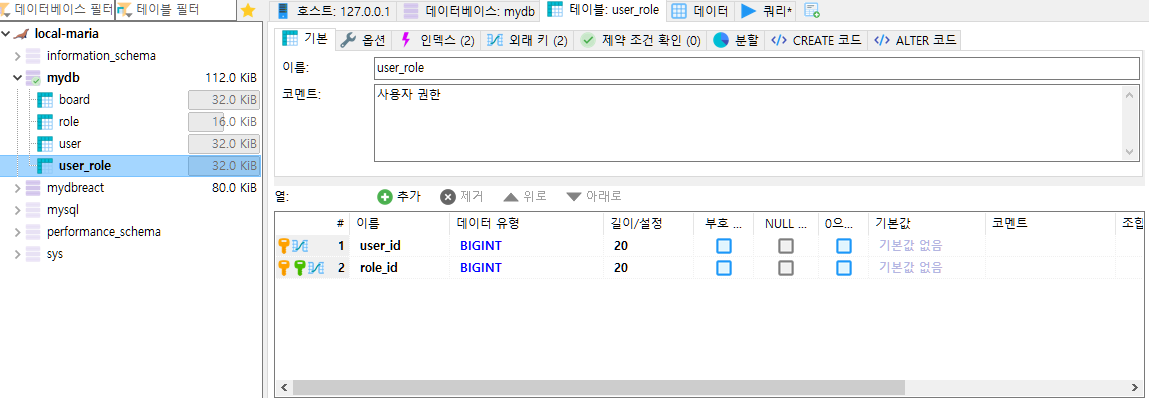 데이터베이스 필터 테이블 필터
local-maria
information_schema
mydb 112.0 KiB
board 32.0 KiB
role 16.0 KiB
user 32.0 KiB
user_role 32.0 KiB
mydbreact 80.0 KiB
mysql
performance_schema
sys
호스트: 127.0.0.1 데이터베이스: mydb 테이블: user_role 데이터 쿼리*
기본 옵션 인덱스 (2) 외래 키 (2) 제약 조건 확인 (0) 분할 CREATE 코드 ALTER 코드
이름: user_role
코멘트: 사용자 권한
열: 추가 제거 위로 아래로
# 이름 데이터 유형 길이/설정 부호 ... NULL ... 0으... 기본값 코멘트 조합
1 user_id BIGINT 20 기본값 없음
2 role_id BIGINT 20 기본값 없음